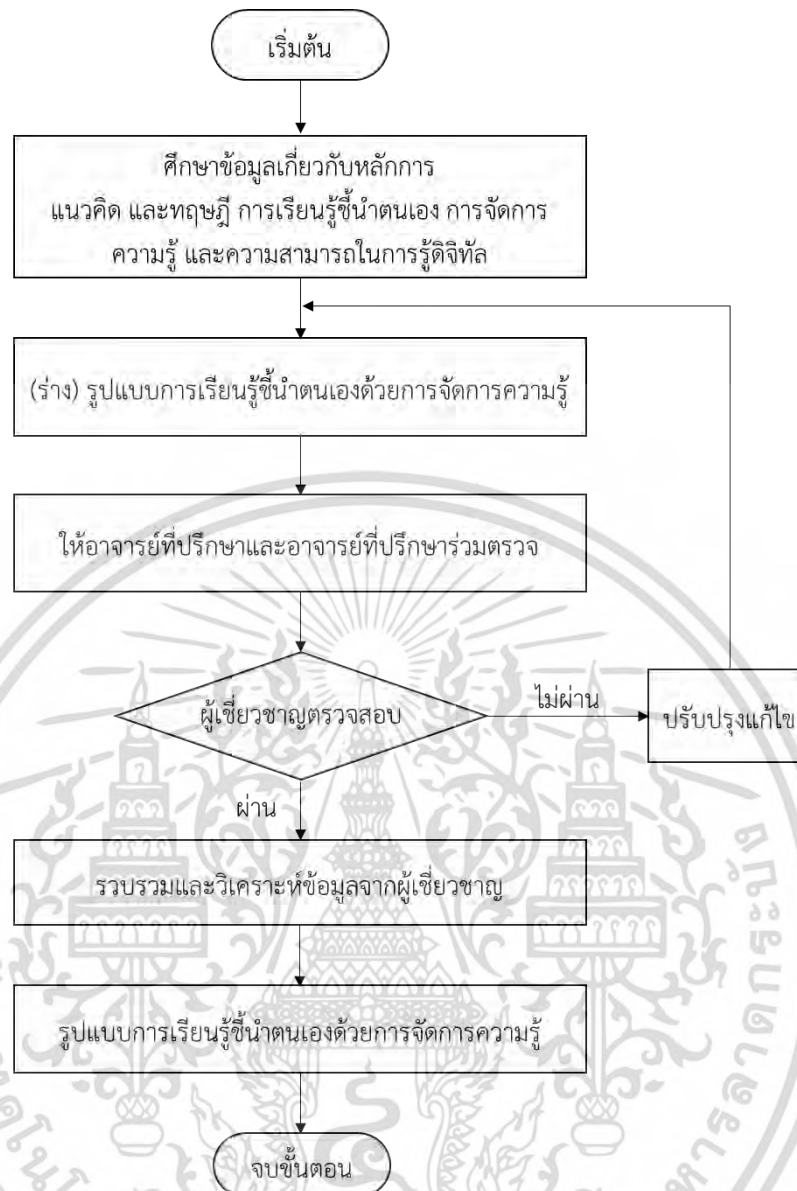 เริ่มต้น
ศึกษาข้อมูลเกี่ยวกับหลักการ
แนวคิด และทฤษฎี การเรียนรู้ชี้นำตนเอง การจัดการ
ความรู้ และความสามารถในการรู้ดิจิทัล
(ร่าง) รูปแบบการเรียนรู้ชี้นำตนเองด้วยการจัดการความรู้
ให้อาจารย์ที่ปรึกษาและอาจารย์ที่ปรึกษาร่วมตรวจ
ผู้เชี่ยวชาญตรวจสอบ
ไม่ผ่าน
ปรับปรุงแก้ไข
ผ่าน
รวบรวมและวิเคราะห์ข้อมูลจากผู้เชี่ยวชาญ
รูปแบบการเรียนรู้ชี้นำตนเองด้วยการจัดการความรู้
จบขั้นตอน